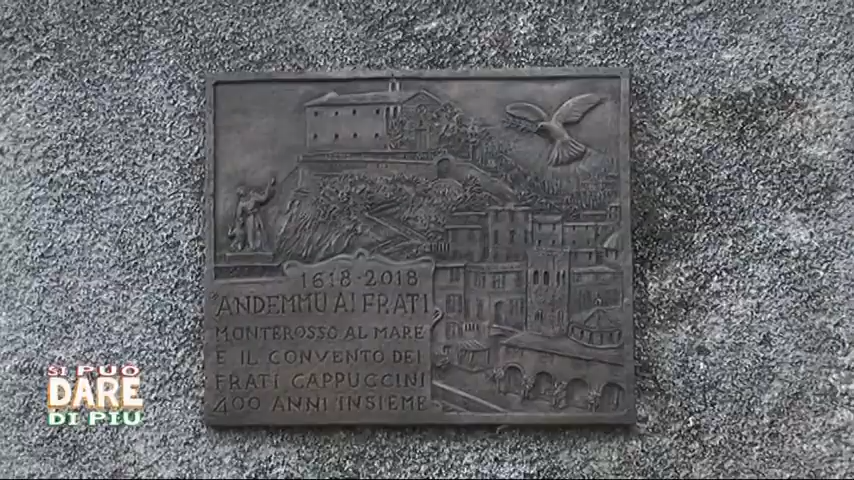 1618-2018
"ANDEMMU AI FRATI"
MONTEROSSO AL MARE
E IL CONVENTO DEI
FRATI CAPPUCCINI
400 ANNI INSIEME
SI PUÒ
DARE
DI PIÙ